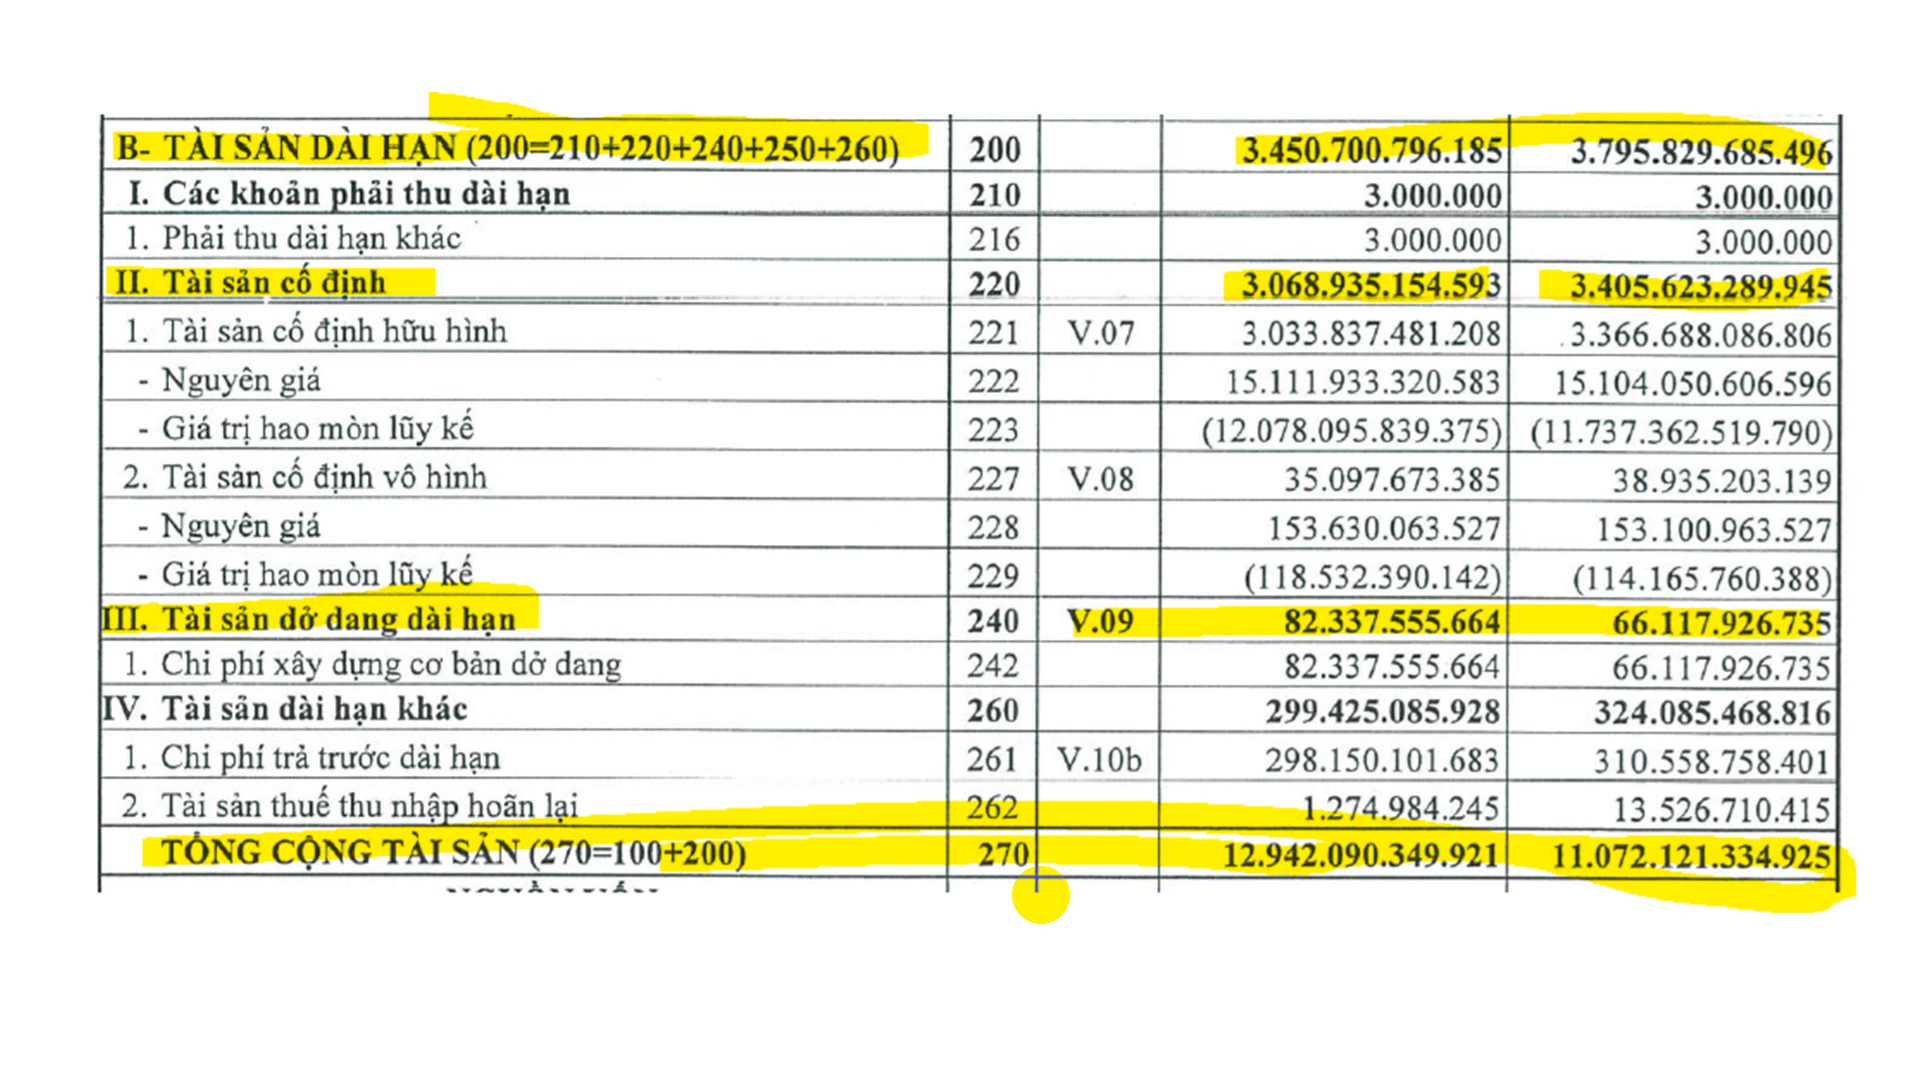 B- TÀI SẢN DÀI HẠN (200=210+220+240+250+260) 200 3.450.700.796.185 3.795.829.685.496
I. Các khoản phải thu dài hạn 210 3.000.000 3.000.000
1. Phải thu dài hạn khác 216 3.000.000 3.000.000
II. Tài sản cố định 220 3.068.935.154.593 3.405.623.289.945
1. Tài sản cố định hữu hình 221 V.07 3.033.837.481.208 3.366.688.086.806
- Nguyên giá 222 15.111.933.320.583 15.104.050.606.596
- Giá trị hao mòn lũy kế 223 (12.078.095.839.375) (11.737.362.519.790)
2. Tài sản cố định vô hình 227 V.08 35.097.673.385 38.935.203.139
- Nguyên giá 228 153.630.063.527 153.100.963.527
- Giá trị hao mòn lũy kế 229 (118.532.390.142) (114.165.760.388)
III. Tài sản dở dang dài hạn 240 V.09 82.337.555.664 66.117.926.735
1. Chi phí xây dựng cơ bản dở dang 242 82.337.555.664 66.117.926.735
IV. Tài sản dài hạn khác 260 299.425.085.928 324.085.468.816
1. Chi phí trả trước dài hạn 261 V.10b 298.150.101.683 310.558.758.401
2. Tài sản thuế thu nhập hoãn lại 262 1.274.984.245 13.526.710.415
TỔNG CỘNG TÀI SẢN (270=100+200) 270 12.942.090.349.921 11.072.121.334.925